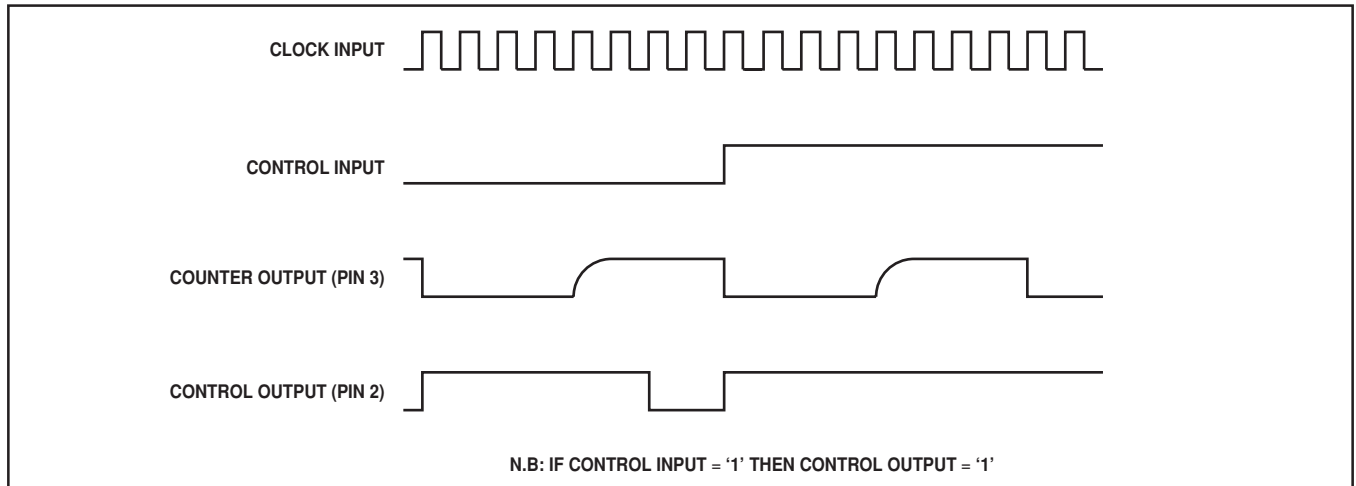 CLOCK INPUT
CONTROL INPUT
COUNTER OUTPUT (PIN 3)
CONTROL OUTPUT (PIN 2)
N.B: IF CONTROL INPUT = ‘1’ THEN CONTROL OUTPUT = ‘1’